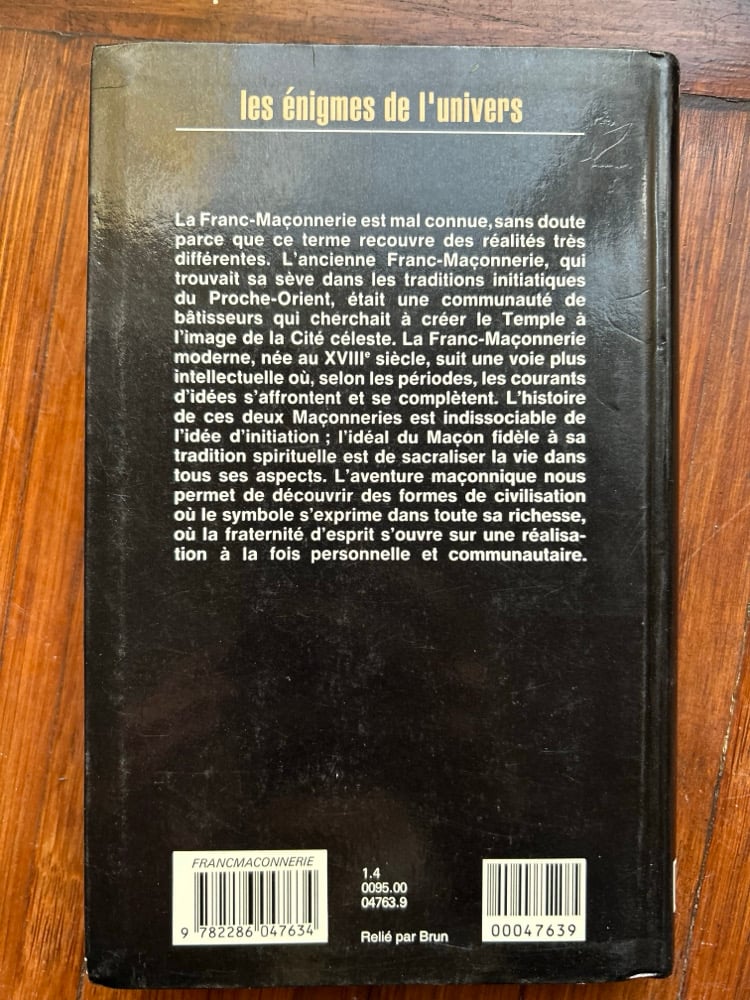 les énigmes de l'univers
La Franc-Maçonnerie est mal connue, sans doute
parce que ce terme recouvre des réalités très
différentes. L'ancienne Franc-Maçonnerie, qui
trouvait sa sève dans les traditions initiatiques
du Proche-Orient, était une communauté de
bâtisseurs qui cherchait à créer le Temple à
l'image de la Cité céleste. La Franc-Maçonnerie
moderne, née au XVIIIe siècle, suit une voie plus
intellectuelle où, selon les périodes, les courants
d'idées s'affrontent et se complètent. L'histoire
de ces deux Maçonneries est indissociable de
l'idée d'initiation ; l'idéal du Maçon fidèle à sa
tradition spirituelle est de sacraliser la vie dans
tous ses aspects. L'aventure maçonnique nous
permet de découvrir des formes de civilisation
où le symbole s'exprime dans toute sa richesse,
où la fraternité d'esprit s'ouvre sur une réalisa-
tion à la fois personnelle et communautaire.
FRANCMACONNERIE
9 782286 047634
1.4
0095.00
04763.9
Relié par Brun
00047639